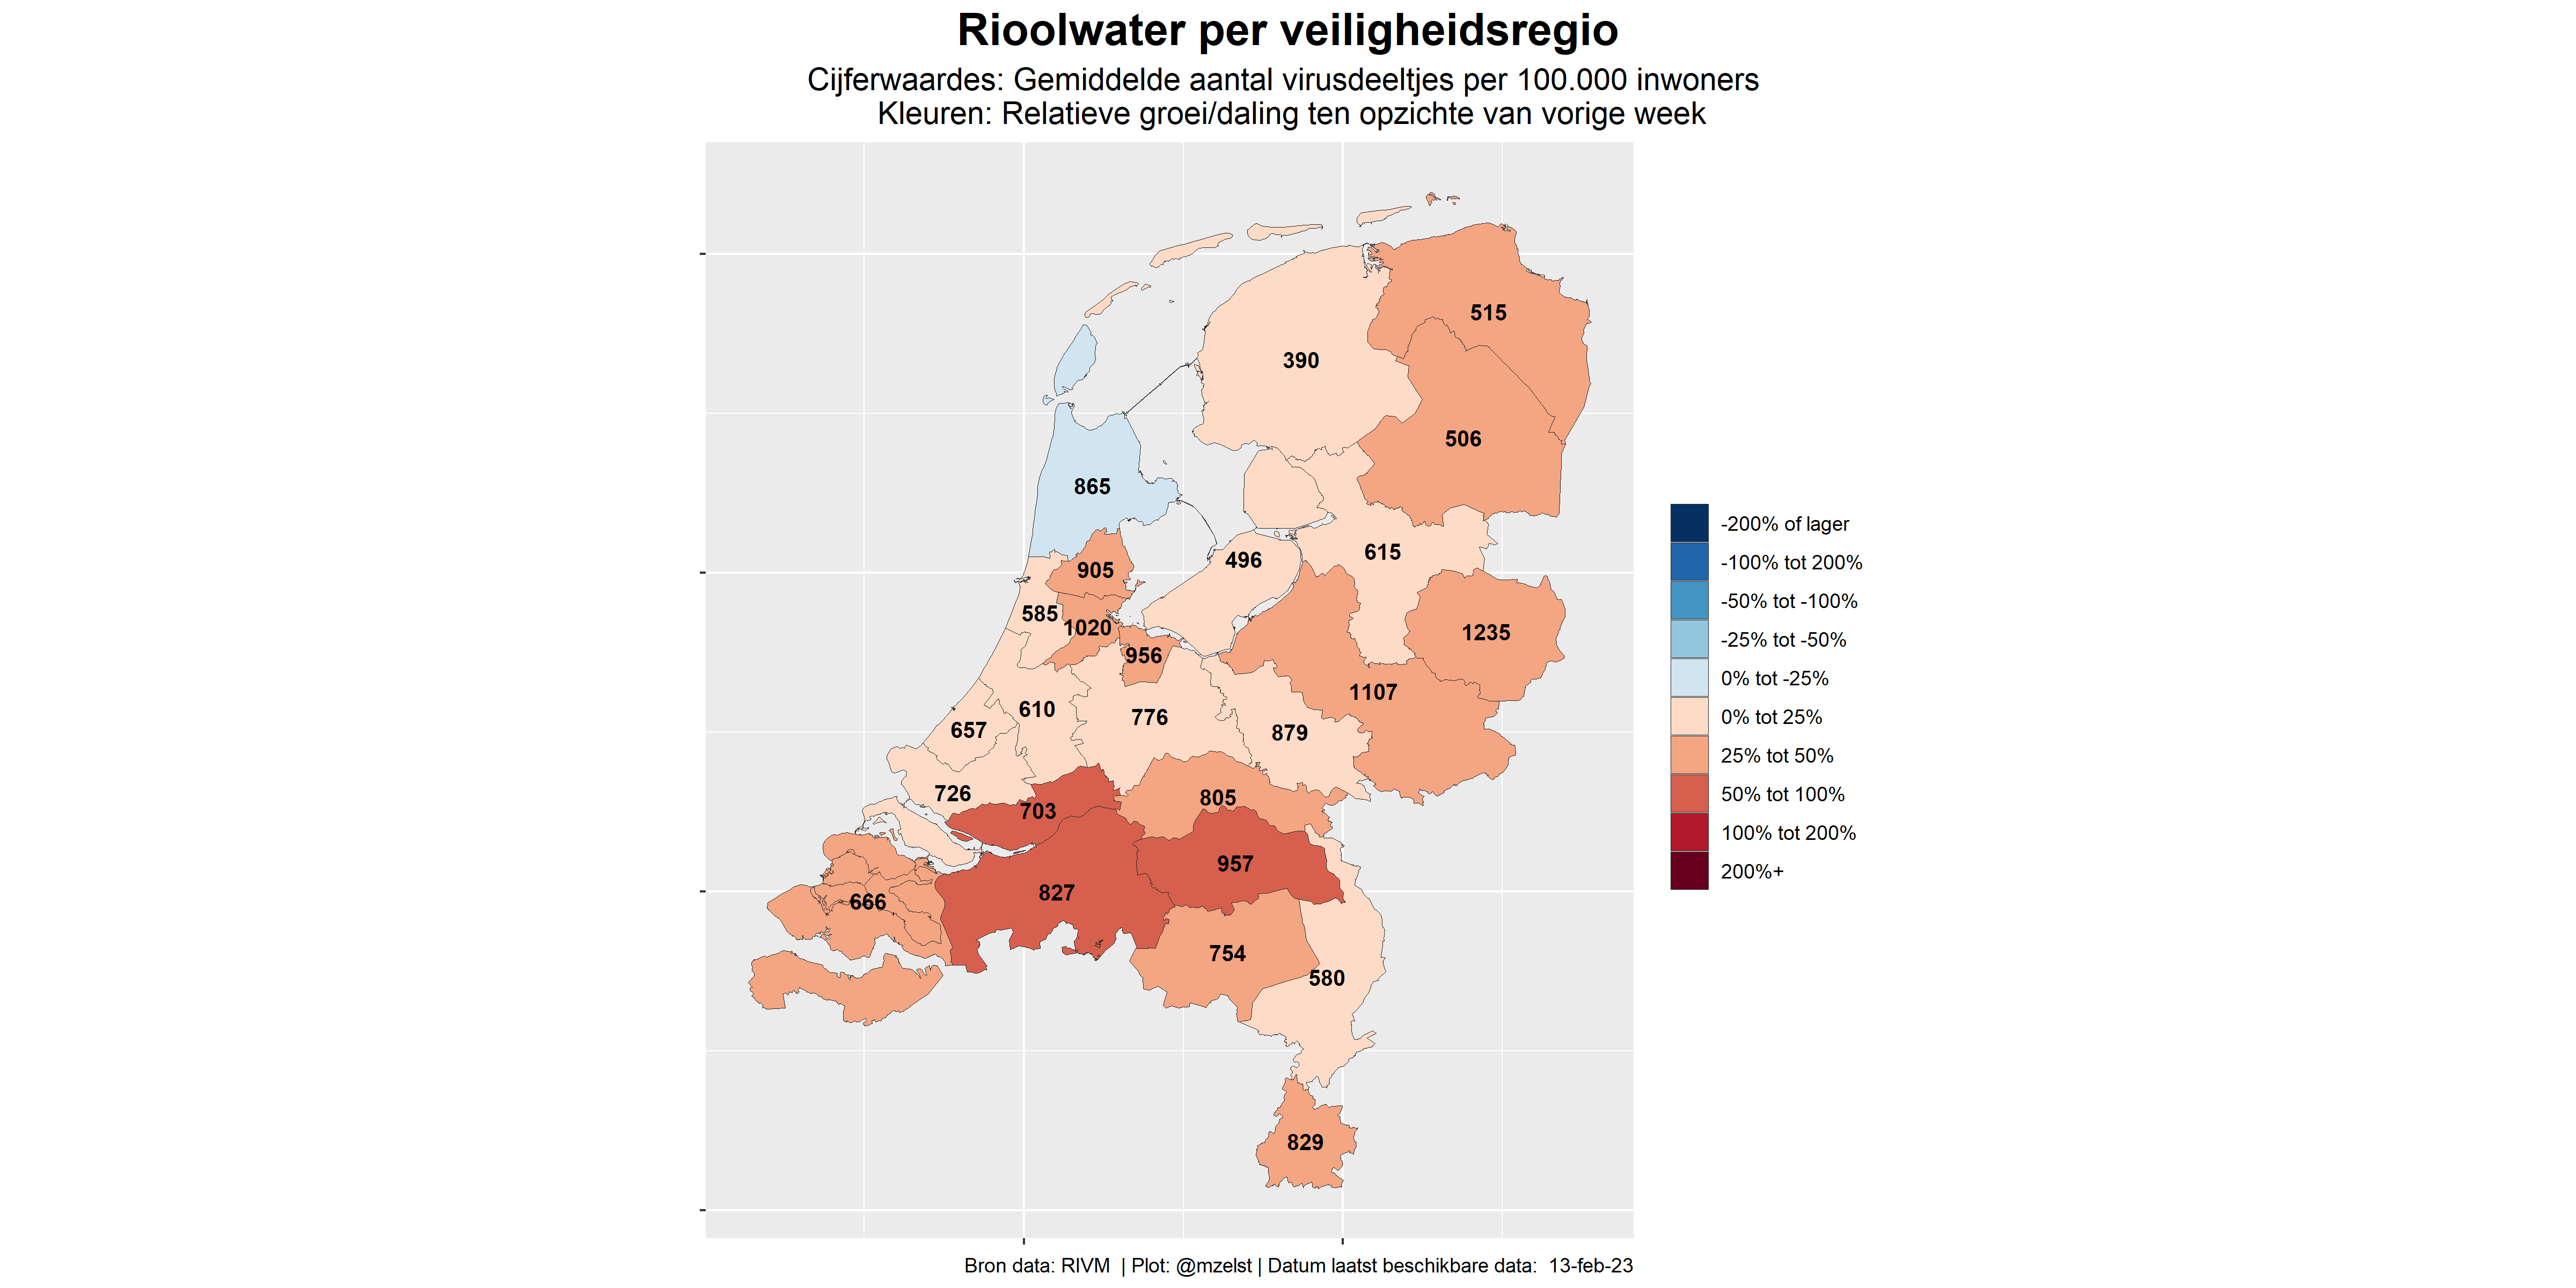 Rioolwater per veiligheidsregio
Cijferwaardes: Gemiddelde aantal virusdeeltjes per 100.000 inwoners
Kleuren: Relatieve groei/daling ten opzichte van vorige week
515
390
506
865
615
496
905
585
1020
1235
956
1107
610
776
657
879
726
805
703
957
827
666
754
580
829
-200% of lager
-100% tot 200%
-50% tot -100%
-25% tot -50%
0% tot -25%
0% tot 25%
25% tot 50%
50% tot 100%
100% tot 200%
200%+
Bron data: RIVM | Plot: @mzelst | Datum laatst beschikbare data: 13-feb-23